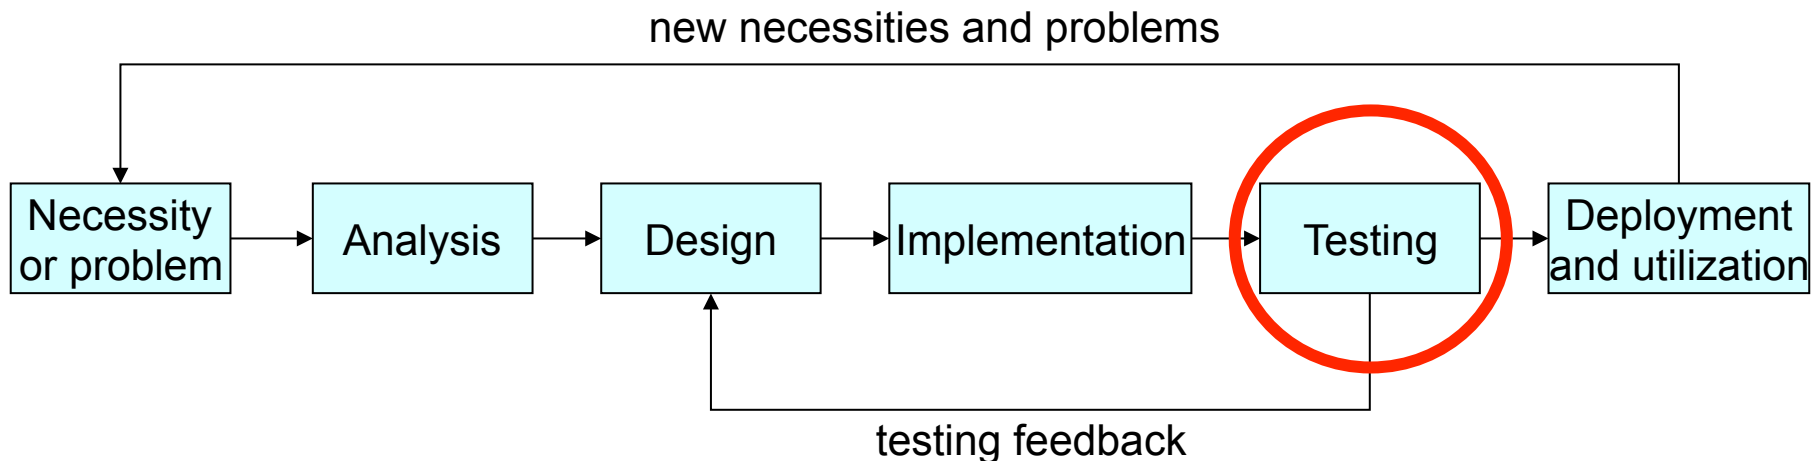 new necessities and problems
Necessity
or problem
Analysis
Design
Implementation
Testing
Deployment
and utilization
testing feedback